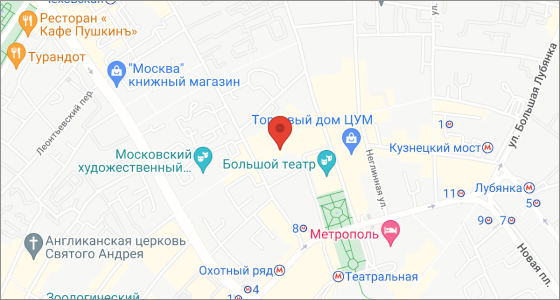 Чеховская
Ресторан «
Кафе Пушкинъ»
Турандот
"Москва"
книжный магазин
Леонтьевский пер.
Торговый дом ЦУМ
Московский
художественный...
Большой театр
Неглинная ул.
1
Кузнецкий мост
ул. Большая Лубянка
11
Лубянка
9
5
7
8
Метрополь
Новая пл.
Англиканская церковь
Святого Андрея
Охотный ряд
Театральная
4
Зоологический